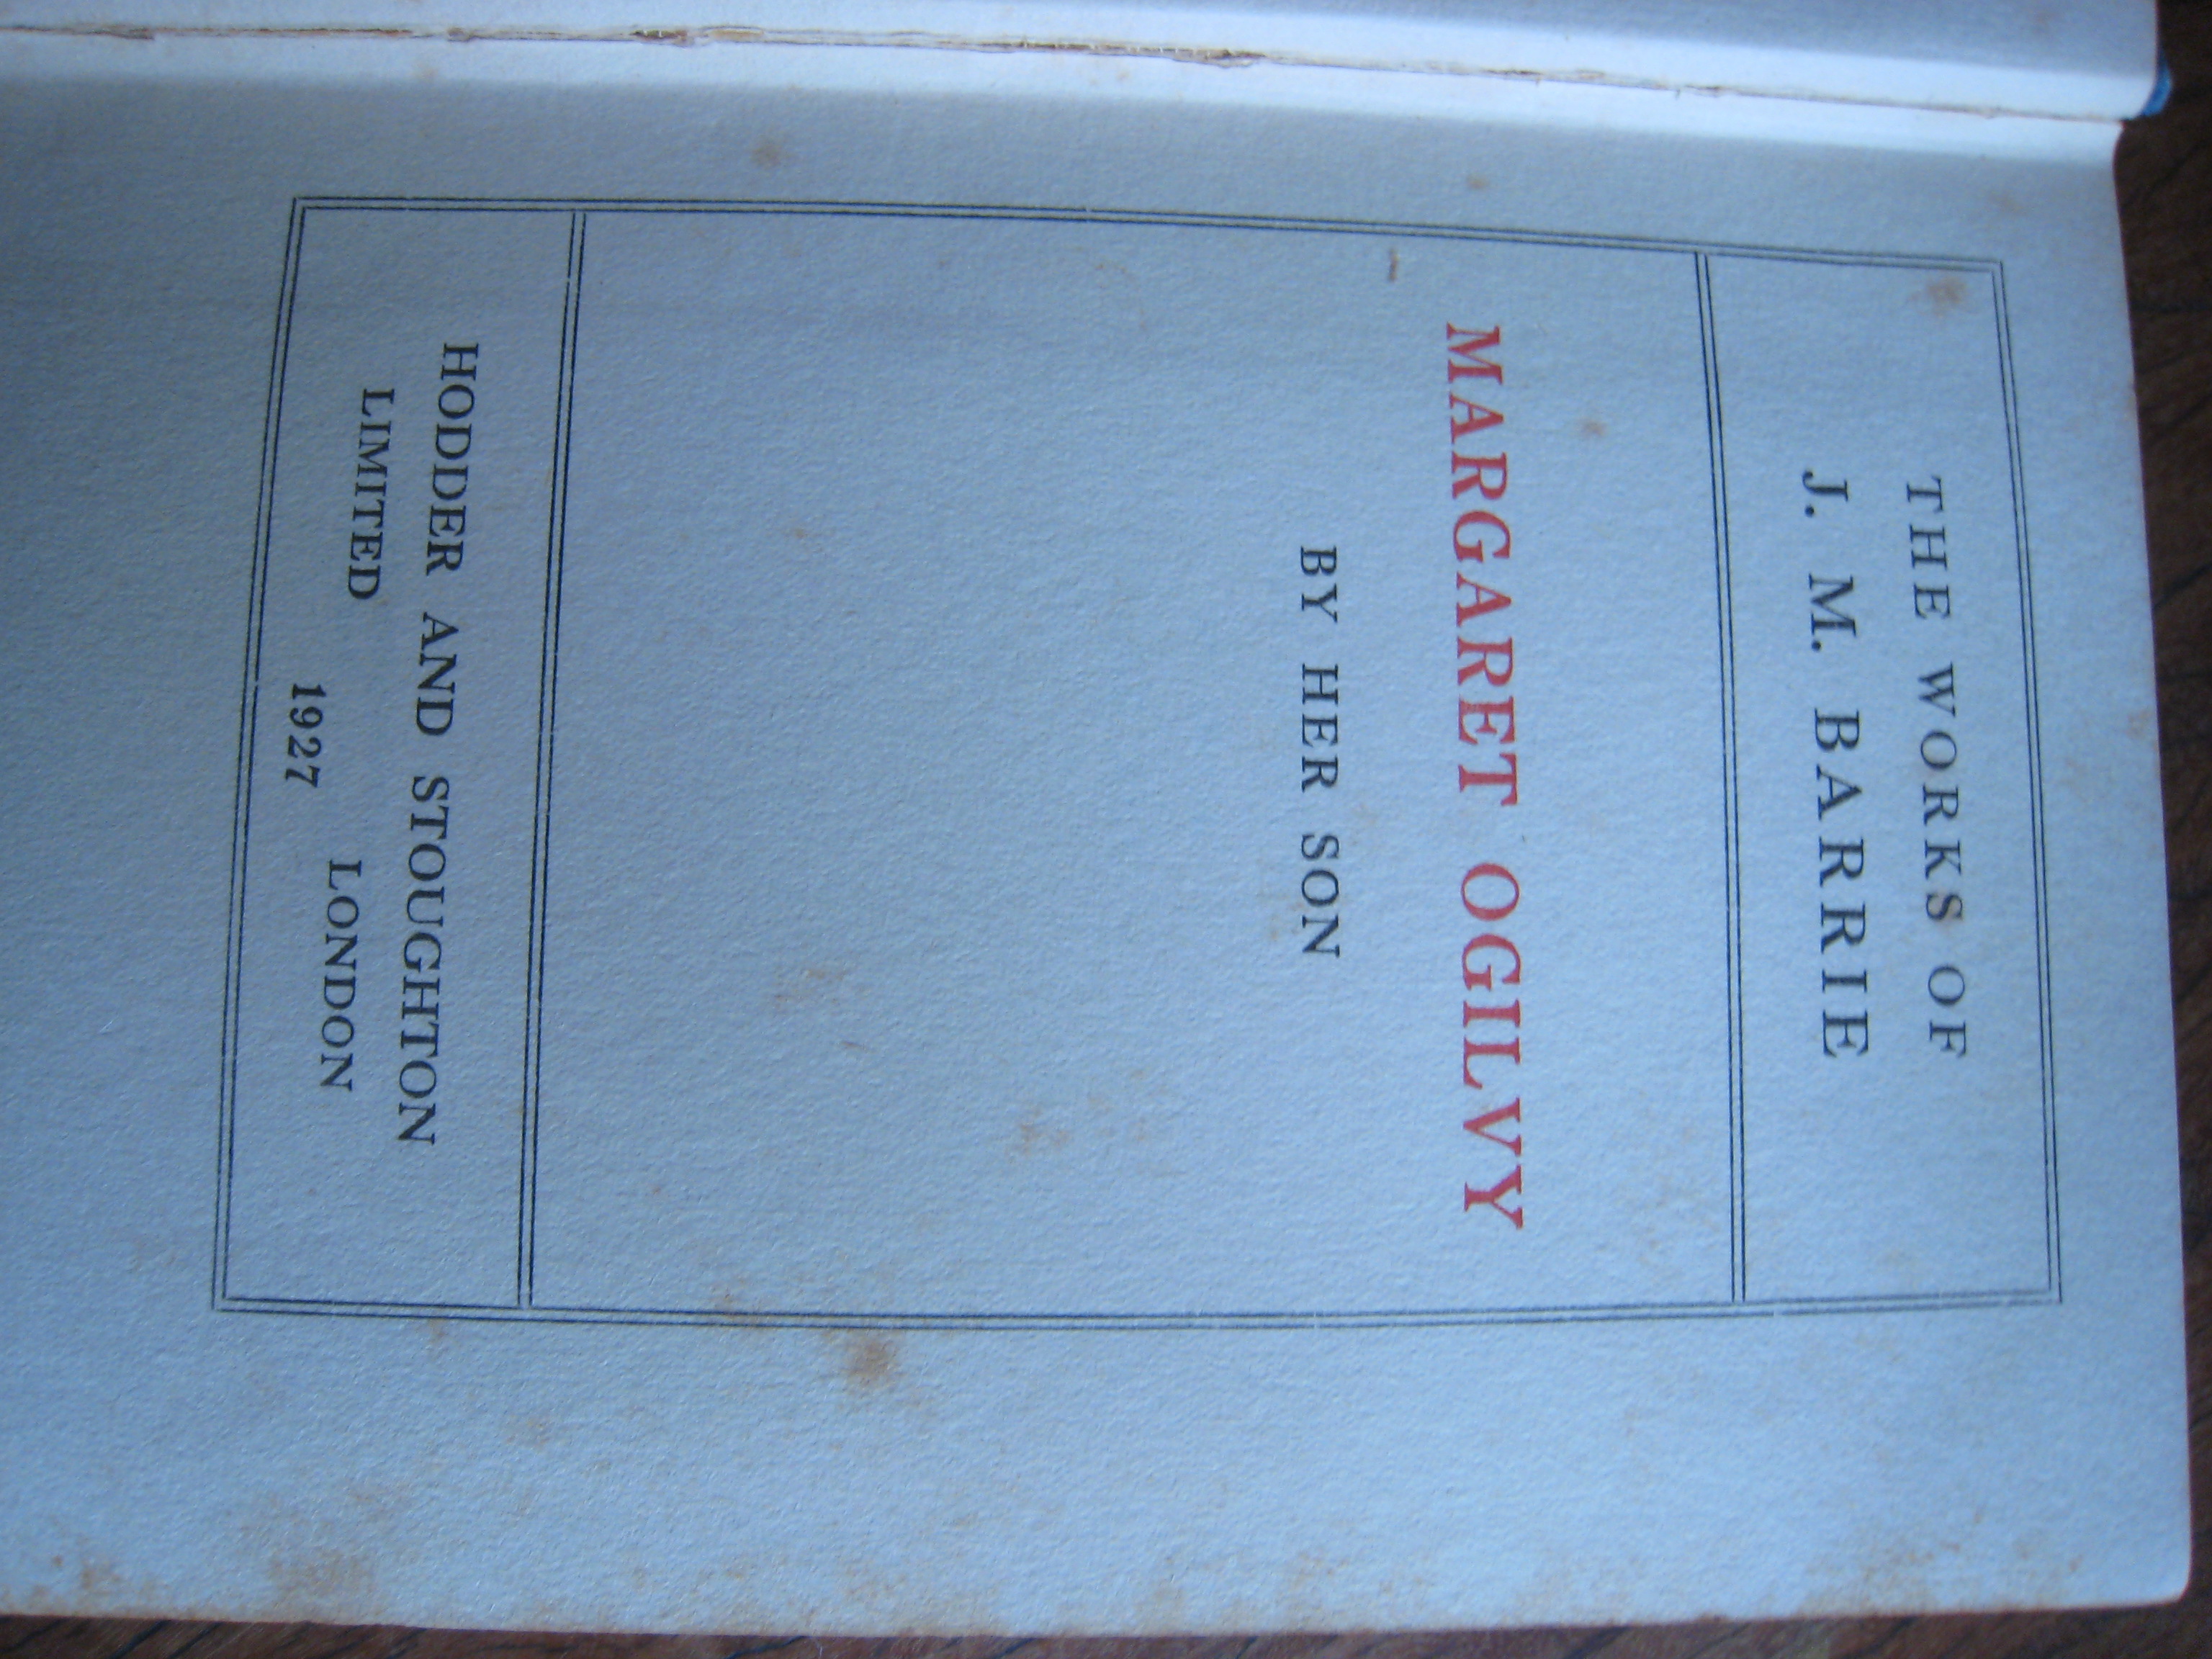 THE WORKS OF
J. M. BARRIE
MARGARET OGILVY
BY HER SON
HODDER AND STOUGHTON
LIMITED LONDON
1927